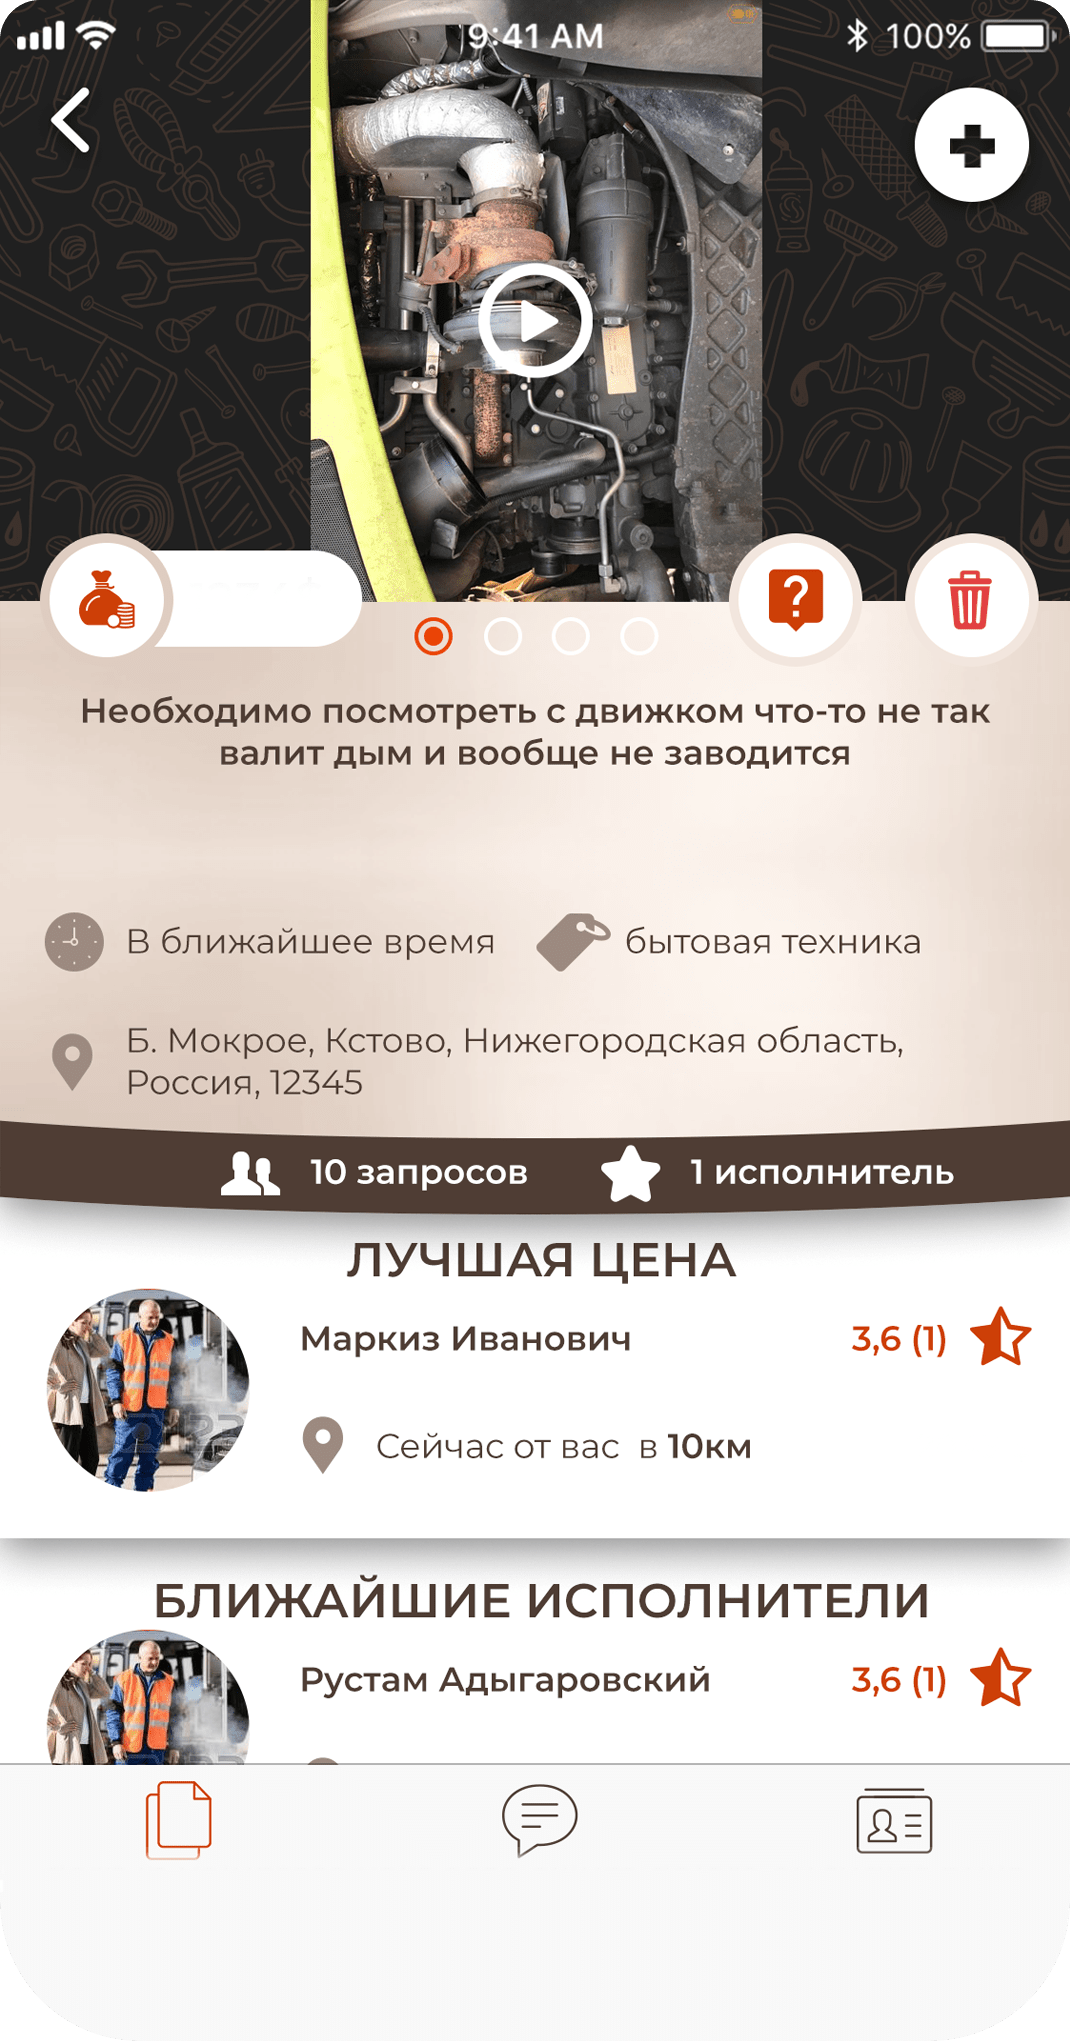 9:41 AM
100%
Необходимо посмотреть с движком что-то не так
валит дым и вообще не заводится
В ближайшее время
бытовая техника
Б. Мокрое, Кстово, Нижегородская область,
Россия, 12345
10 запросов
1 исполнитель
ЛУЧШАЯ ЦЕНА
Маркиз Иванович
3,6 (1)
Сейчас от вас в 10км
БЛИЖАЙШИЕ ИСПОЛНИТЕЛИ
Рустам Адыгаровский
3,6 (1)